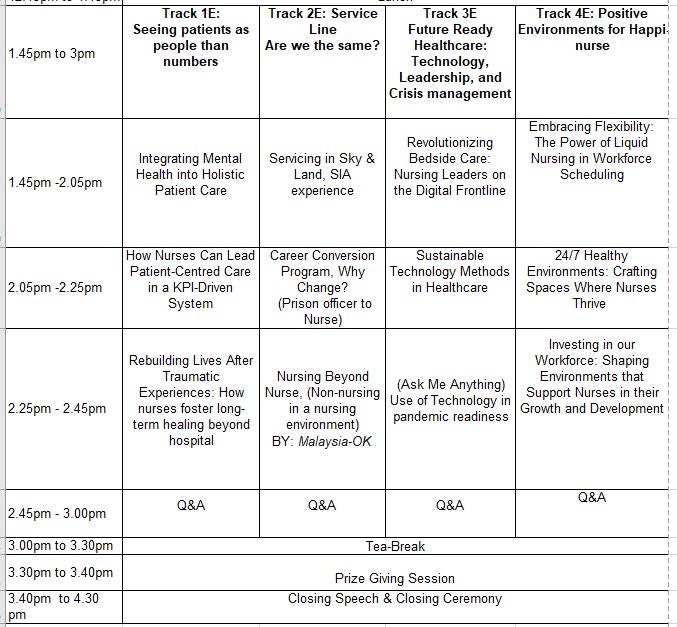 Track 1E:
Seeing patients as
people than
numbers
Track 2E: Service
Line
Are we the same?
Track 3E
Future Ready
Healthcare:
Technology,
Leadership, and
Crisis management
Track 4E: Positive
Environments for Happi-
nurse
1.45pm to 3pm
1.45pm -2.05pm
Integrating Mental
Health into Holistic
Patient Care
Servicing in Sky &
Land, SIA
experience
Revolutionizing
Bedside Care:
Nursing Leaders on
the Digital Frontline
Embracing Flexibility:
The Power of Liquid
Nursing in Workforce
Scheduling
2.05pm -2.25pm
How Nurses Can Lead
Patient-Centred Care
in a KPI-Driven
System
Career Conversion
Program, Why
Change?
(Prison officer to
Nurse)
Sustainable
Technology Methods
in Healthcare
24/7 Healthy
Environments: Crafting
Spaces Where Nurses
Thrive
2.25pm - 2.45pm
Rebuilding Lives After
Traumatic
Experiences: How
nurses foster long-
term healing beyond
hospital
Nursing Beyond
Nurse, (Non-nursing
in a nursing
environment)
BY: Malaysia-OK
(Ask Me Anything)
Use of Technology in
pandemic readiness
Investing in our
Workforce: Shaping
Environments that
Support Nurses in their
Growth and Development
2.45pm - 3.00pm
Q&A
Q&A
Q&A
Q&A
3.00pm to 3.30pm
Tea-Break
3.30pm to 3.40pm
Prize Giving Session
3.40pm to 4.30
pm
Closing Speech & Closing Ceremony